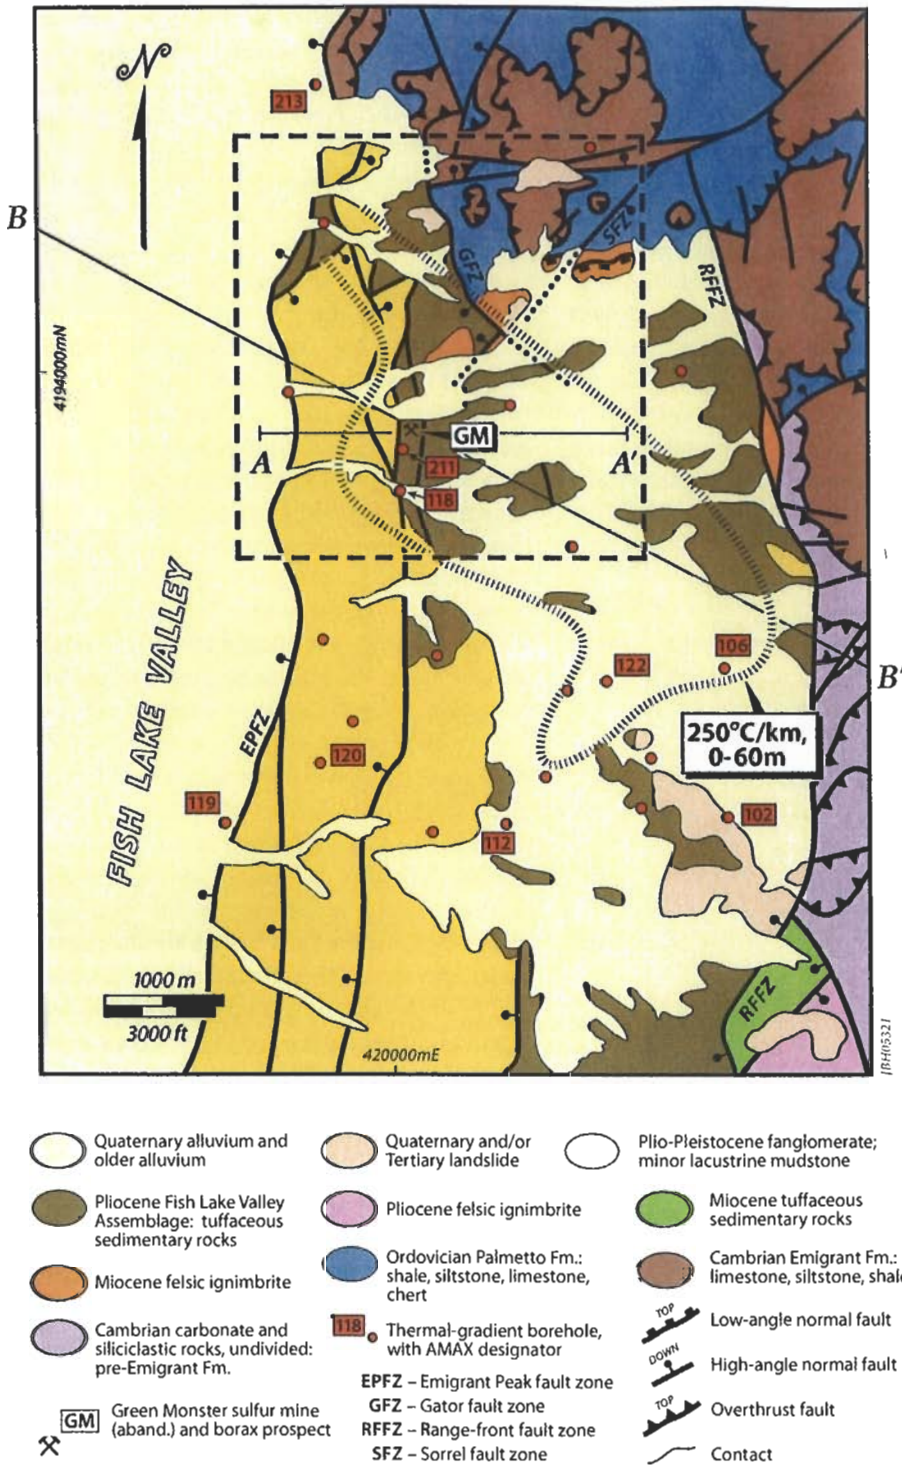 N
213
B
SFZ
GFZ
RFFZ
4194000mN
GM
A
A'
211
118
FISH LAKE VALLEY
122
106
B'
250°C/km,
0-60m
EPFZ
120
119
112
102
1000 m
3000 ft
RFFZ
420000mE
JBH05321
Quaternary alluvium and
older alluvium
Quaternary and/or
Tertiary landslide
Plio-Pleistocene fanglomerate;
minor lacustrine mudstone
Pliocene Fish Lake Valley
Assemblage: tuffaceous
sedimentary rocks
Pliocene felsic ignimbrite
Miocene tuffaceous
sedimentary rocks
Miocene felsic ignimbrite
Ordovician Palmetto Fm.:
shale, siltstone, limestone,
chert
Cambrian Emigrant Fm.:
limestone, siltstone, shal
Cambrian carbonate and
siliciclastic rocks, undivided:
pre-Emigrant Fm.
118
Thermal-gradient borehole,
with AMAX designator
TOP
Low-angle normal fault
DOWN
High-angle normal fault
TOP
Overthrust fault
Contact
GM
Green Monster sulfur mine
(aband.) and borax prospect
EPFZ – Emigrant Peak fault zone
GFZ – Gator fault zone
RFFZ – Range-front fault zone
SFZ – Sorrel fault zone